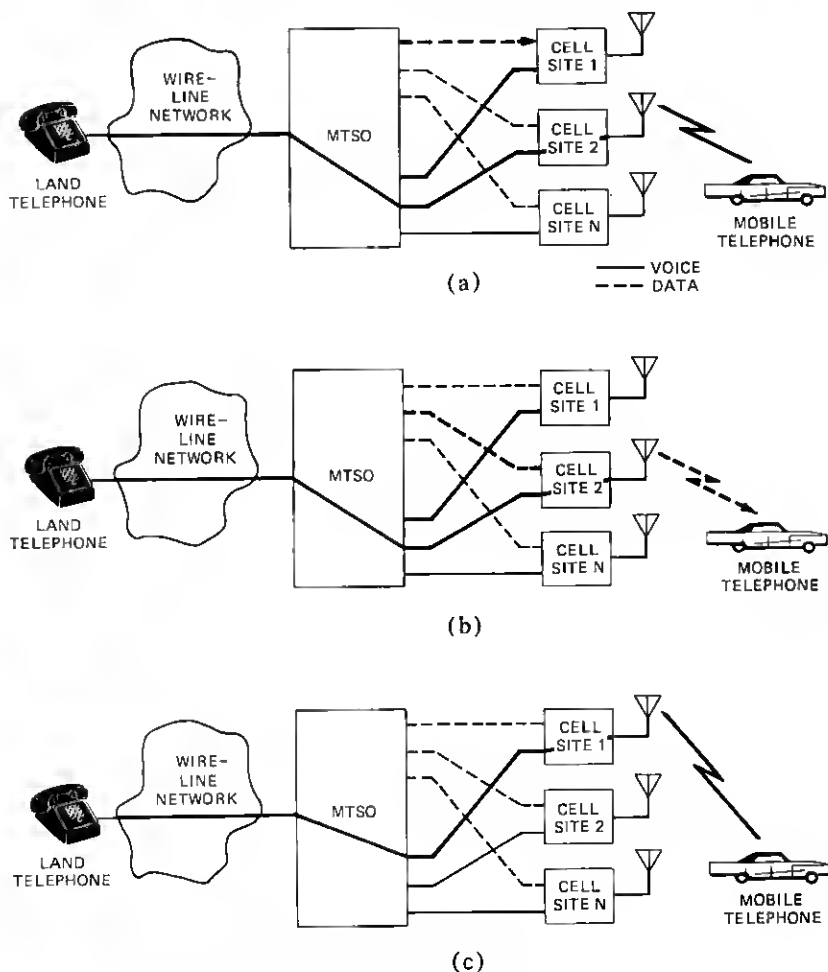 WIRE-
LINE
NETWORK
LAND
TELEPHONE
MTSO
CELL
SITE 1
CELL
SITE 2
CELL
SITE N
MOBILE
TELEPHONE
VOICE
DATA
(a)
WIRE-
LINE
NETWORK
LAND
TELEPHONE
MTSO
CELL
SITE 1
CELL
SITE 2
CELL
SITE N
MOBILE
TELEPHONE
(b)
WIRE-
LINE
NETWORK
LAND
TELEPHONE
MTSO
CELL
SITE 1
CELL
SITE 2
CELL
SITE N
MOBILE
TELEPHONE
(c)